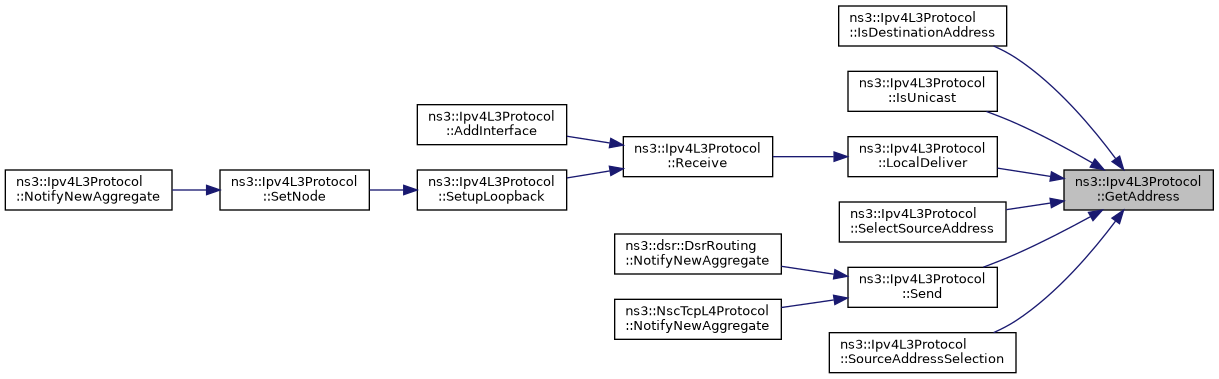 ns3::Ipv4L3Protocol
::IsDestinationAddress
ns3::Ipv4L3Protocol
::IsUnicast
ns3::Ipv4L3Protocol
::AddInterface
ns3::Ipv4L3Protocol
::Receive
ns3::Ipv4L3Protocol
::LocalDeliver
ns3::Ipv4L3Protocol
::NotifyNewAggregate
ns3::Ipv4L3Protocol
::SetNode
ns3::Ipv4L3Protocol
::SetupLoopback
ns3::Ipv4L3Protocol
::GetAddress
ns3::Ipv4L3Protocol
::SelectSourceAddress
ns3::dsr::DsrRouting
::NotifyNewAggregate
ns3::Ipv4L3Protocol
::Send
ns3::NscTcpL4Protocol
::NotifyNewAggregate
ns3::Ipv4L3Protocol
::SourceAddressSelection